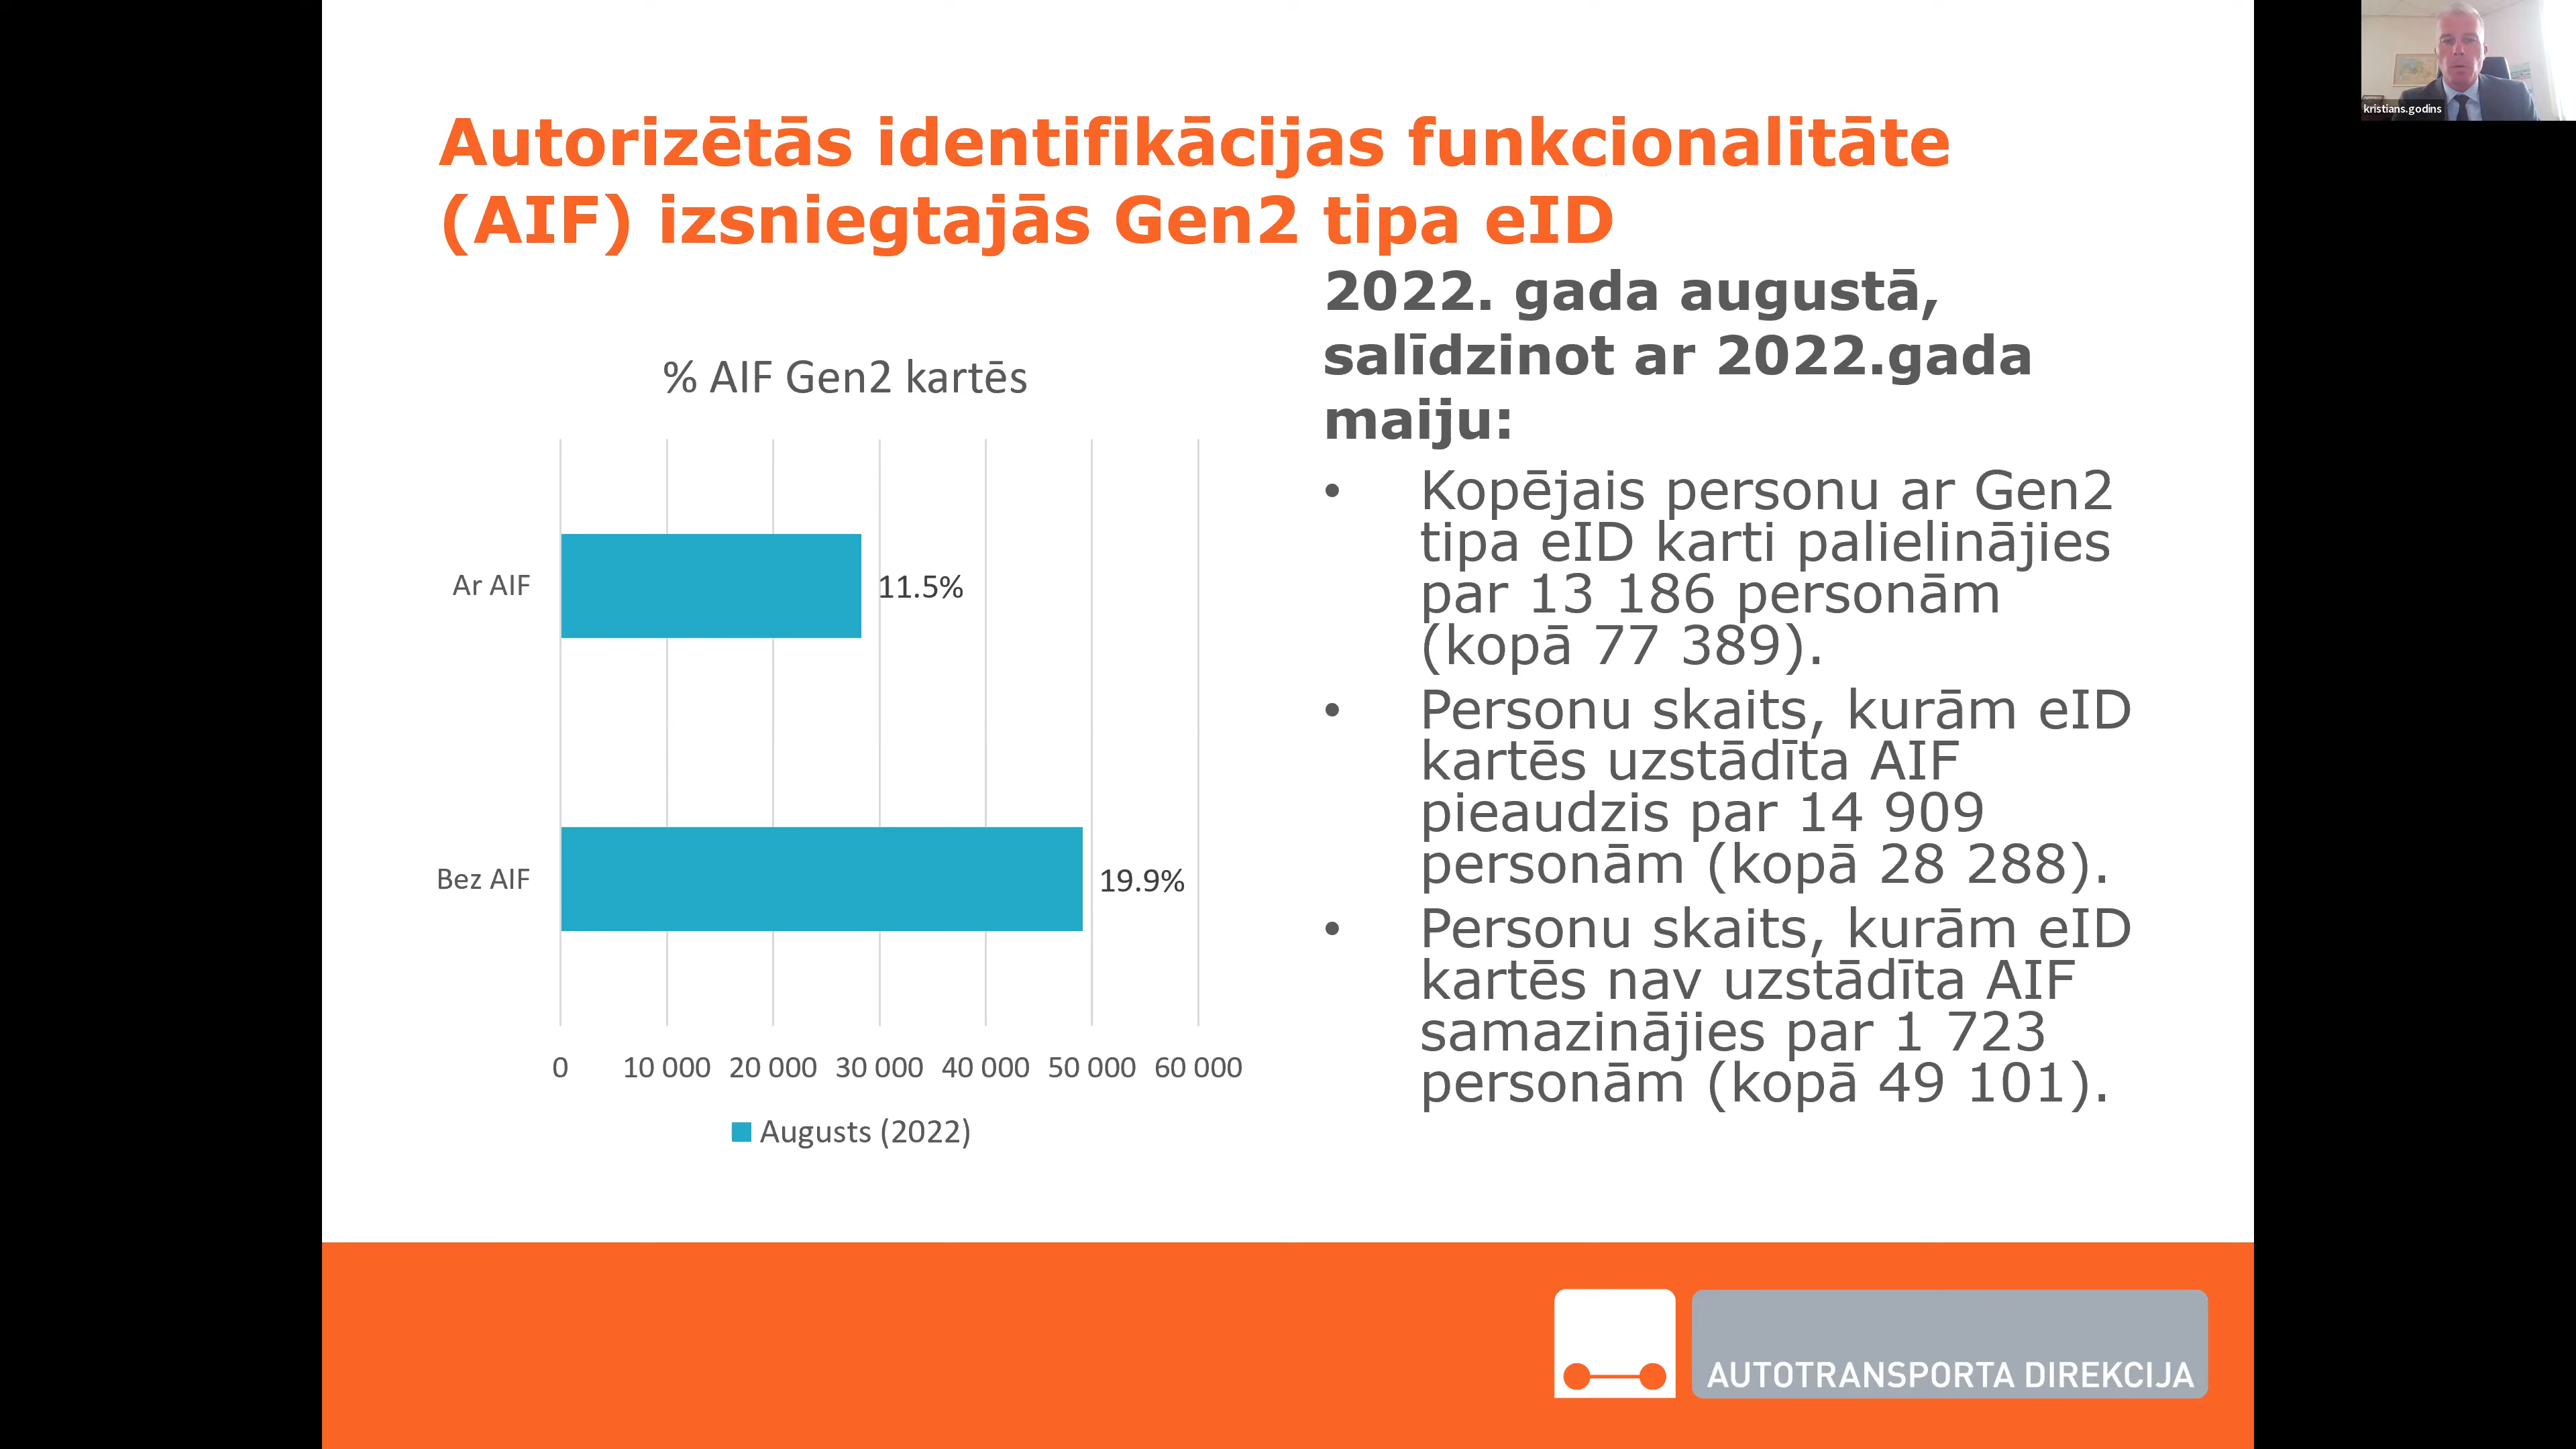 kristians.godins
Autorizētās identifikācijas funkcionalitāte
(AIF) izsniegtajās Gen2 tipa eID
% AIF Gen2 kartēs
Ar AIF
11.5%
Bez AIF
19.9%
0 10 000 20 000 30 000 40 000 50 000 60 000
Augusts (2022)
2022. gada augustā,
salīdzinot ar 2022.gada
maiju:
• Kopējais personu ar Gen2
tipa eID karti palielinājies
par 13 186 personām
(kopā 77 389).
• Personu skaits, kurām eID
kartēs uzstādīta AIF
pieaudzis par 14 909
personām (kopā 28 288).
• Personu skaits, kurām eID
kartēs nav uzstādīta AIF
samazinājies par 1 723
personām (kopā 49 101).
AUTOTRANSPORTA DIREKCIJA